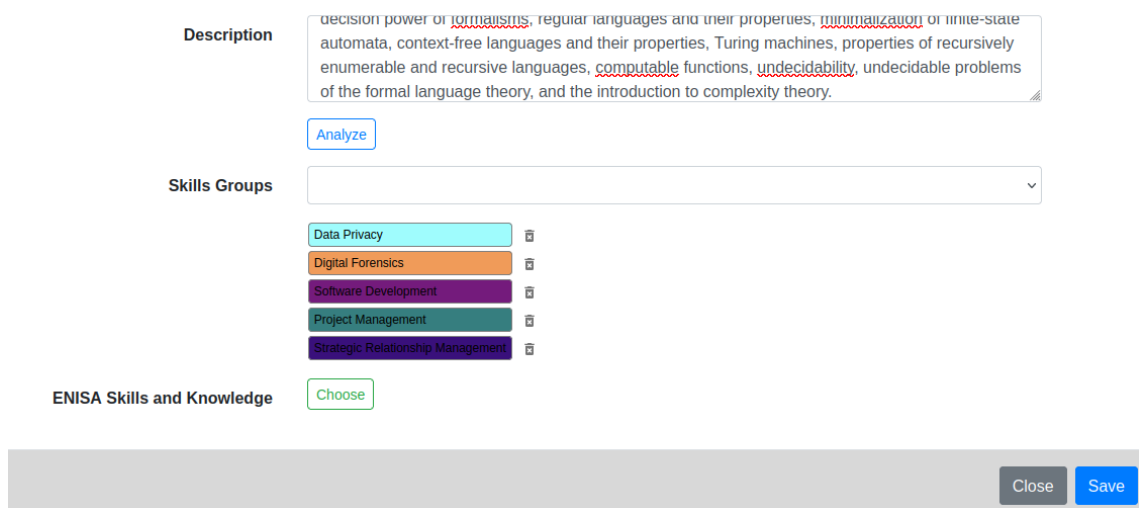 decision power of formalisms, regular languages and their properties, minimalization of finite-state
Description
automata, context-free languages and their properties, Turing machines, properties of recursively
enumerable and recursive languages, computable functions, undecidability, undecidable problems
of the formal language theory, and the introduction to complexity theory.
Analyze
Skills Groups
Data Privacy
Digital Forensics
Software Development
Project Management
Strategic Relationship Management
ENISA Skills and Knowledge
Choose
Close
Save